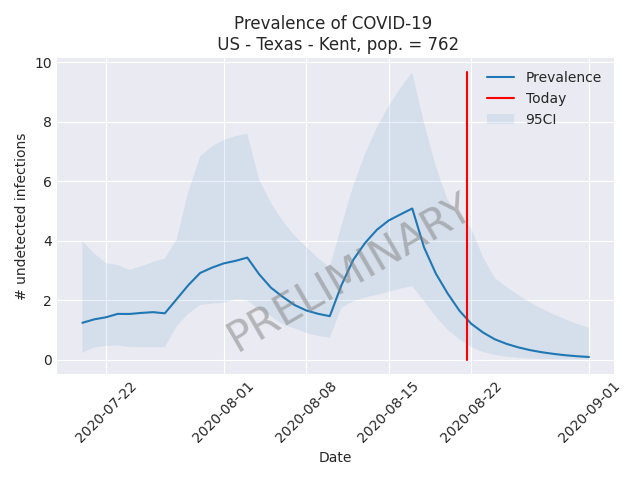 Prevalence of COVID-19
US - Texas - Kent, pop. = 762
# undetected infections
10
8
6
4
2
0
Prevalence
Today
95CI
PRELIMINARY
2020-07-22
2020-08-01
2020-08-08
2020-08-15
2020-08-22
2020-09-01
Date